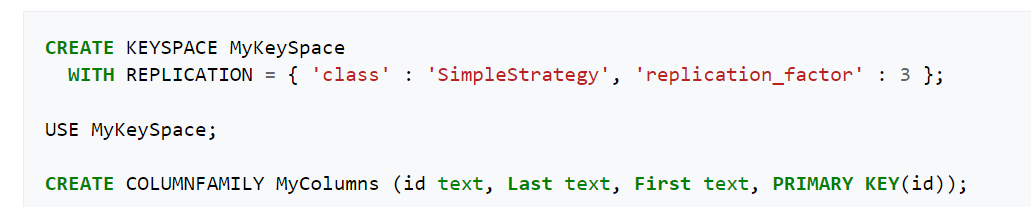 CREATE KEYSPACE MyKeySpace
WITH REPLICATION = { 'class' : 'SimpleStrategy', 'replication_factor' : 3 };
USE MyKeySpace;
CREATE COLUMNFAMILY MyColumns (id text, Last text, First text, PRIMARY KEY(id));